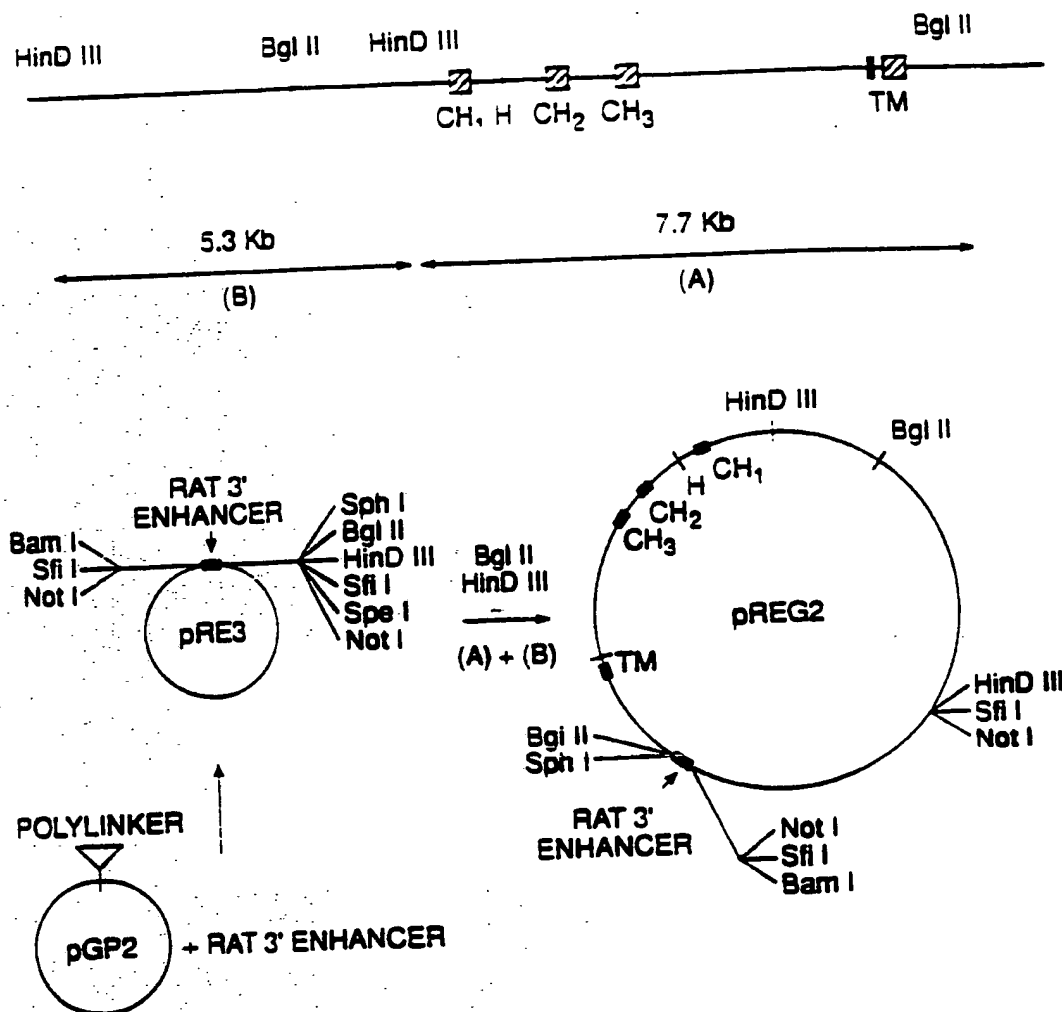 HinD III Bgl II HinD III Bgl II
CH₁ H CH₂ CH₃ TM
5.3 Kb 7.7 Kb
(B) (A)
RAT 3'
ENHANCER
Bam I
Sfi I
Not I
Sph I
Bgl II
HinD III
Sfi I
Spe I
Not I
pRE3
Bgl II
HinD III
(A) + (B)
HinD III
Bgl II
CH₁
H
CH₂
CH₃
pREG2
TM
Bgl II
Sph I
HinD III
Sfi I
Not I
RAT 3'
ENHANCER
Not I
Sfi I
Bam I
POLYLINKER
pGP2 + RAT 3' ENHANCER